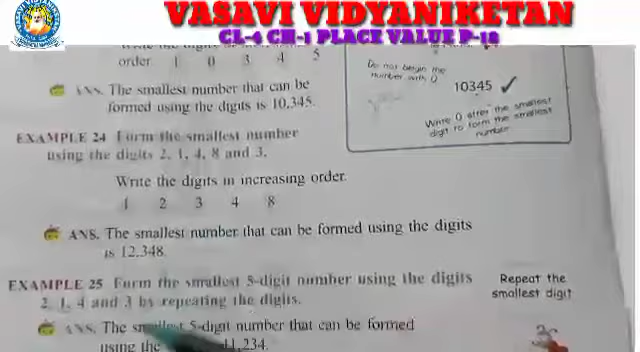 VASAVI VIDYANIKETAN
CL-4 CH-1 PLACE VALUE P-18
order 1 0 3 4 5
ANS. The smallest number that can be
formed using the digits is 10,345.
Do not begin the
number with 0
10345 ✓
Write 0 after the smallest
digit to form the smallest
number
EXAMPLE 24 Form the smallest number
using the digits 2, 1, 4, 8 and 3.
Write the digits in increasing order.
1 2 3 4 8
ANS. The smallest number that can be formed using the digits
is 12,348.
EXAMPLE 25 Form the smallest 5-digit number using the digits
2, 1, 4 and 3 by repeating the digits.
Repeat the
smallest digit
ANS. The smallest 5-digit number that can be formed
using the 11,234.